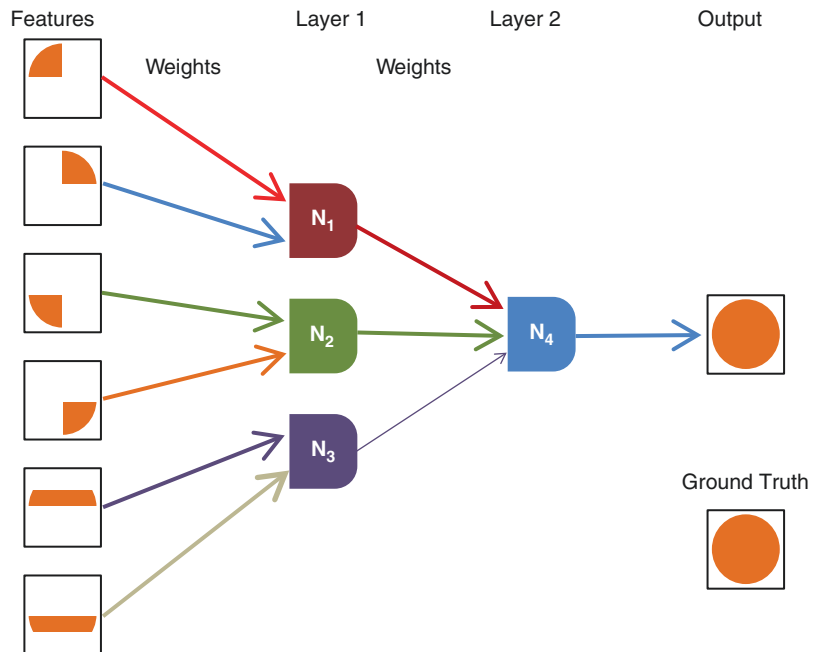 Features
Layer 1
Layer 2
Output
Weights
Weights
N1
N2
N4
N3
Ground Truth